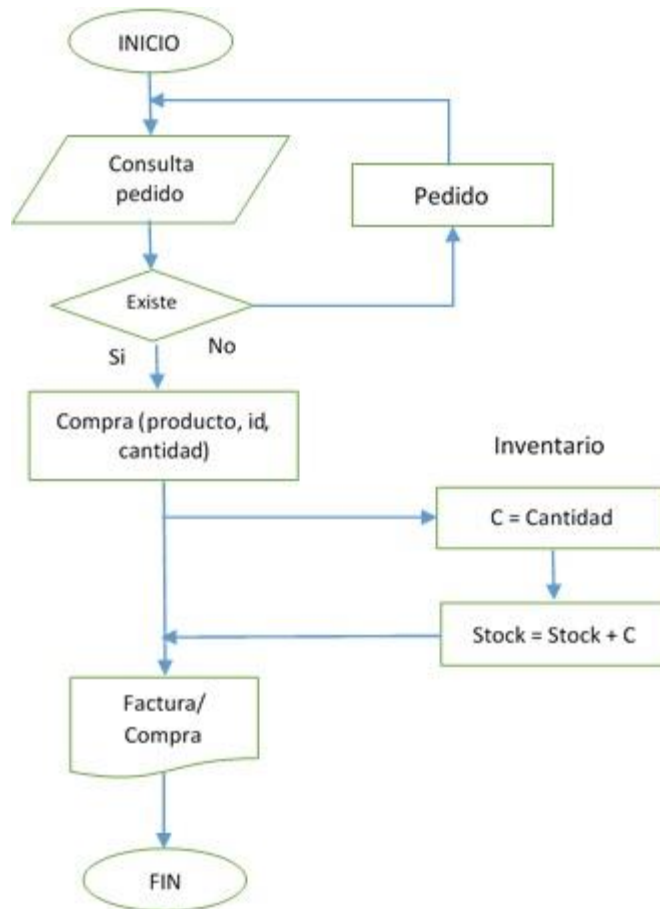 INICIO
Consulta
pedido
Pedido
Existe
Si
No
Compra (producto, id,
cantidad)
Inventario
C = Cantidad
Stock = Stock + C
Factura/
Compra
FIN